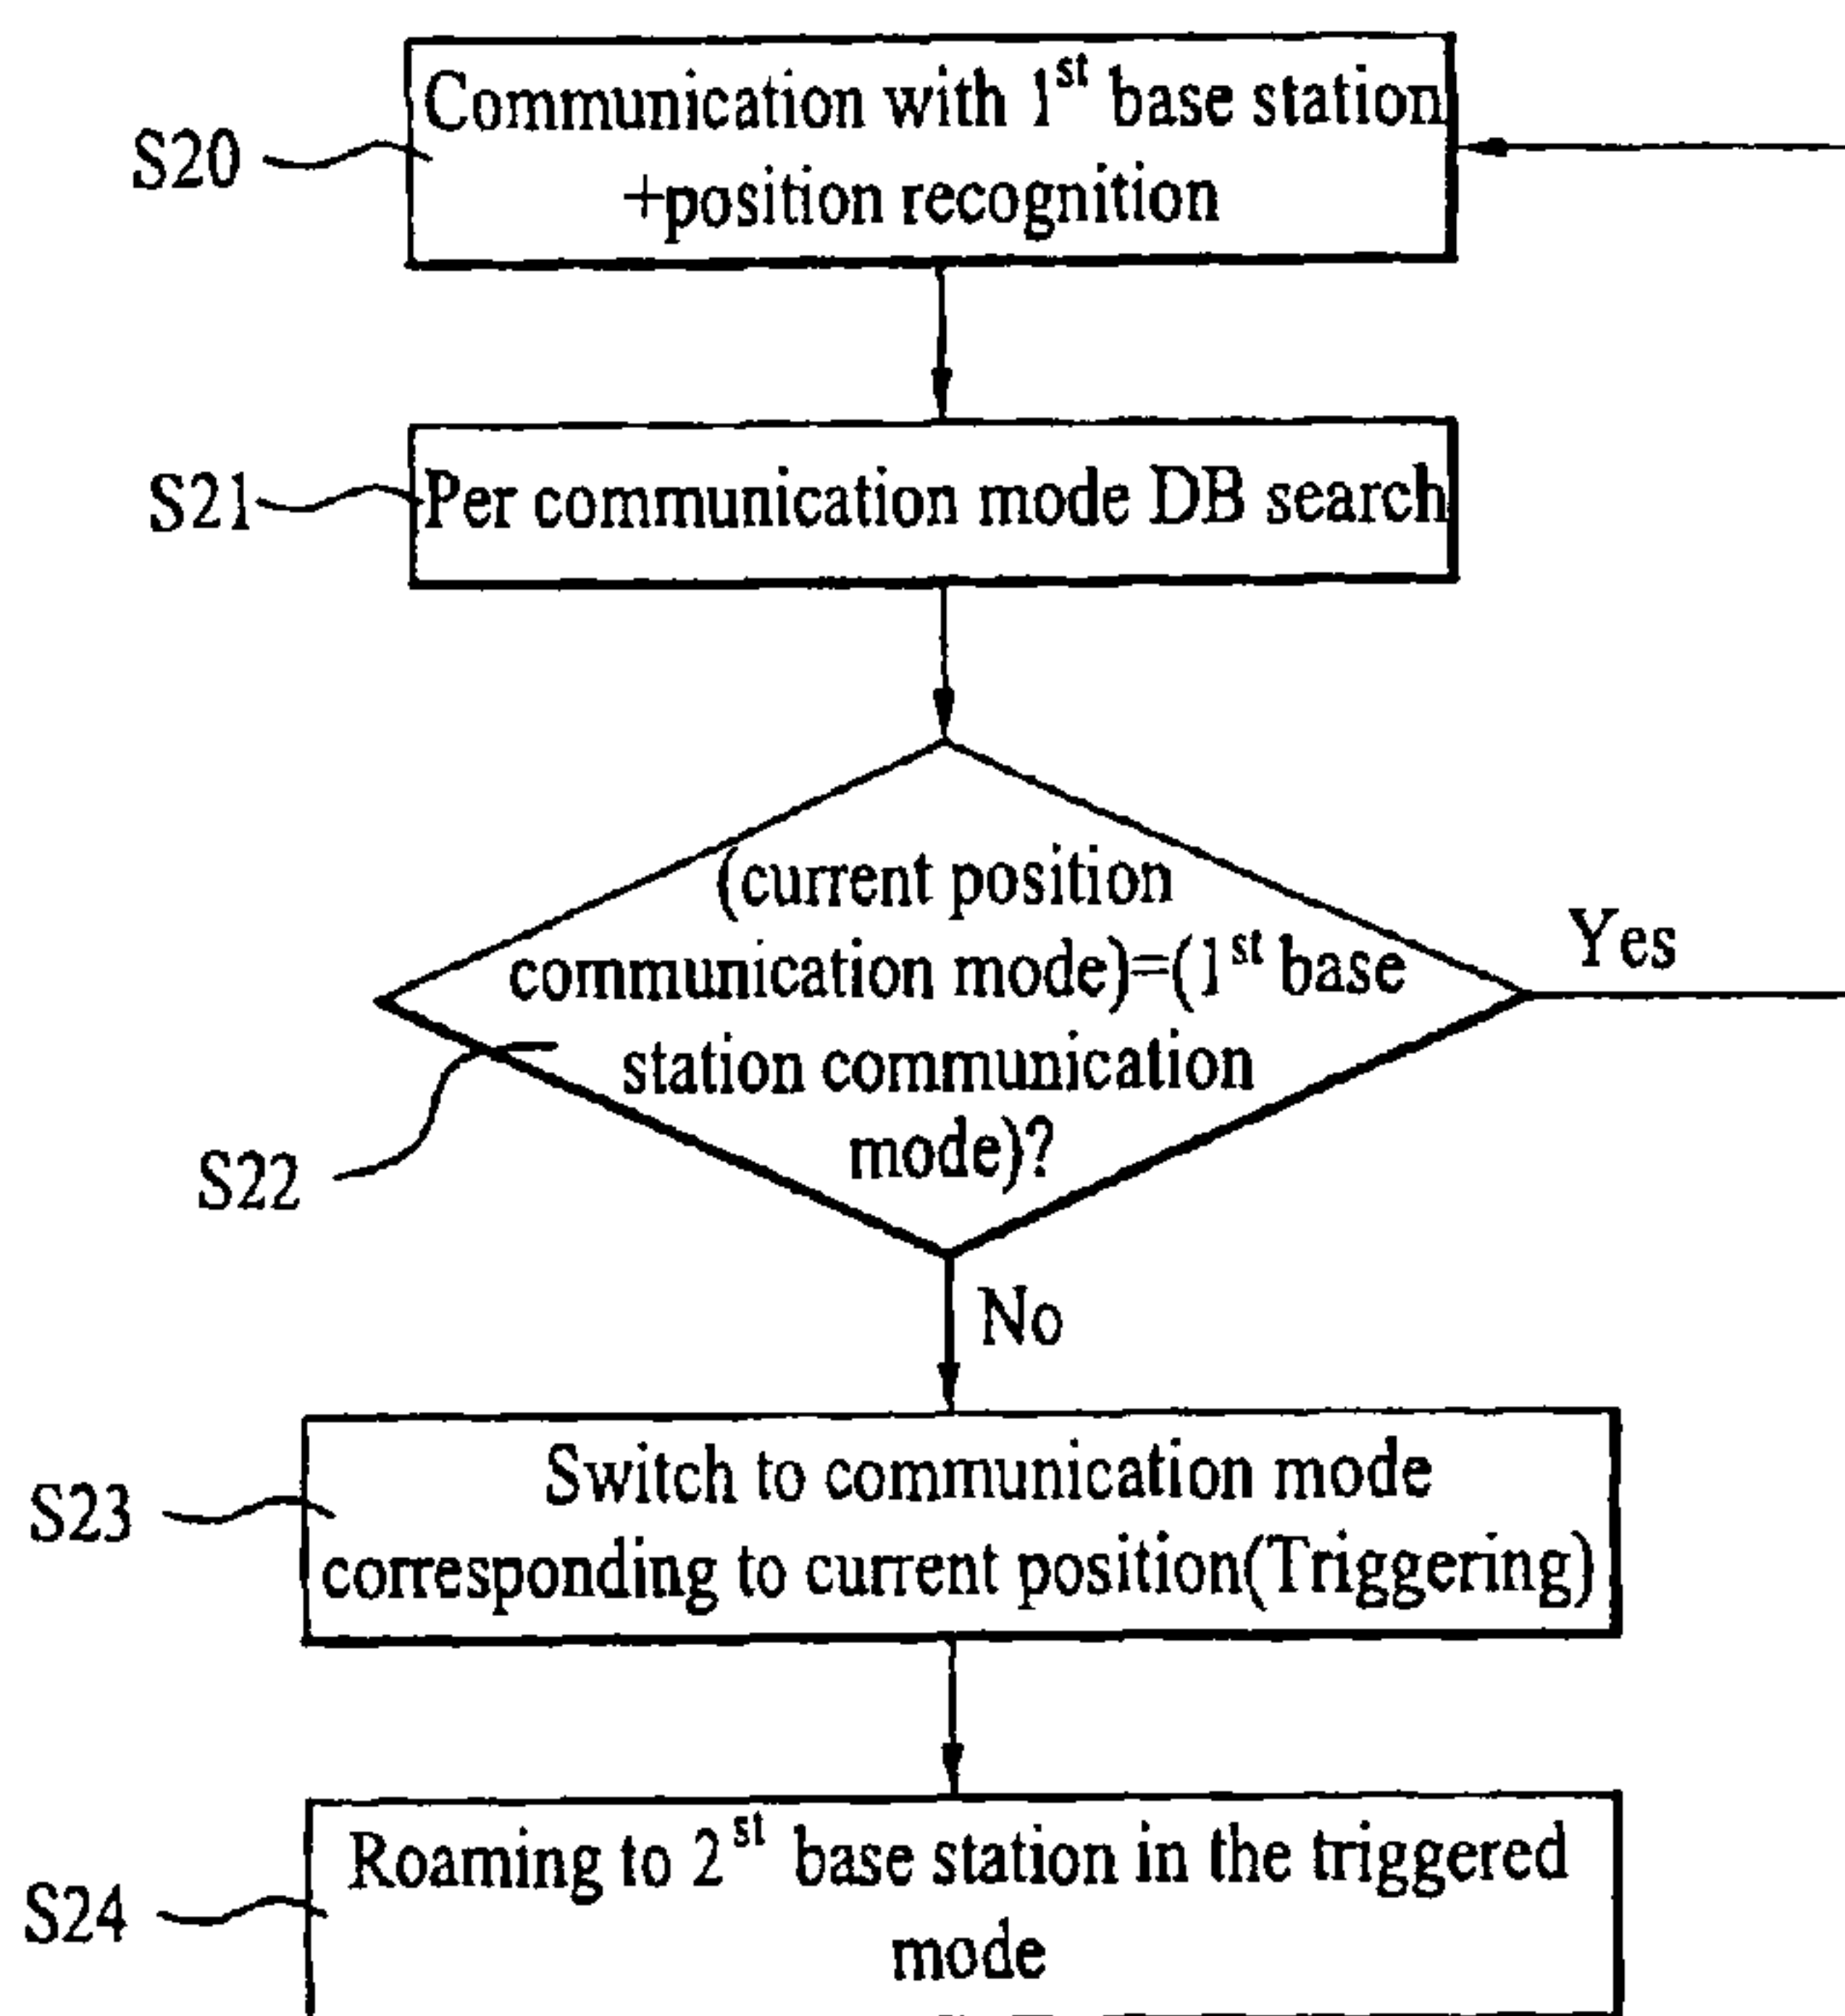 S20
Communication with 1st base station
+position recognition
S21
Per communication mode DB search
(current position
communication mode)=(1st base
station communication
mode)?
Yes
S22
No
S23
Switch to communication mode
corresponding to current position(Triggering)
S24
Roaming to 2st base station in the triggered
mode